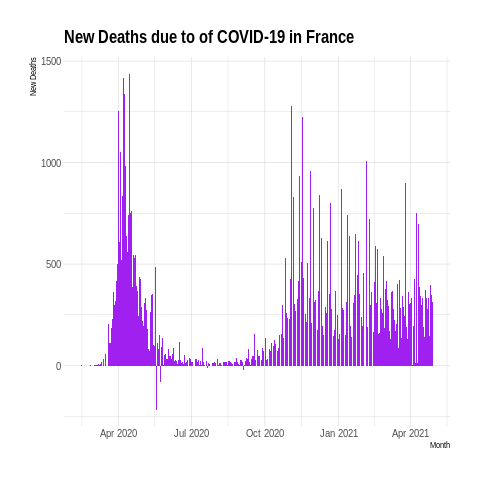 New Deaths due to of COVID-19 in France
New Deaths
1500
1000
500
0
Apr 2020 Jul 2020 Oct 2020 Jan 2021 Apr 2021
Month